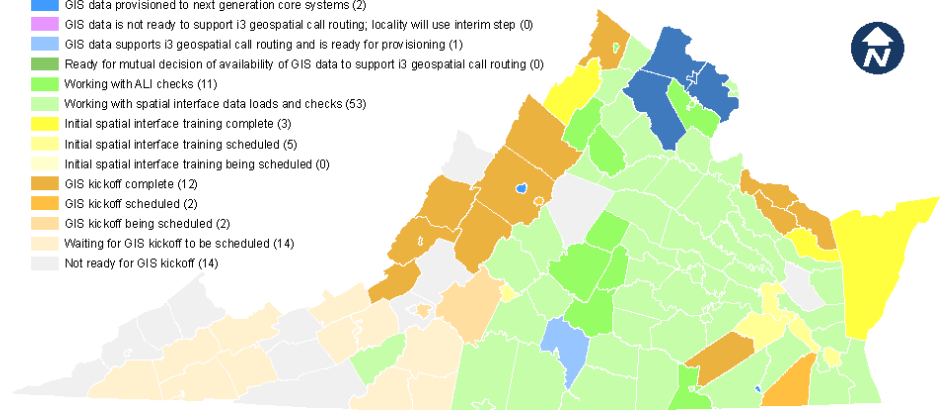 GIS data provisioned to next generation core systems (2)
GIS data is not ready to support i3 geospatial call routing; locality will use interim step (0)
GIS data supports i3 geospatial call routing and is ready for provisioning (1)
Ready for mutual decision of availability of GIS data to support i3 geospatial call routing (0)
Working with ALI checks (11)
Working with spatial interface data loads and checks (53)
Initial spatial interface training complete (3)
Initial spatial interface training scheduled (5)
Initial spatial interface training being scheduled (0)
GIS kickoff complete (12)
GIS kickoff scheduled (2)
GIS kickoff being scheduled (2)
Waiting for GIS kickoff to be scheduled (14)
Not ready for GIS kickoff (14)
N